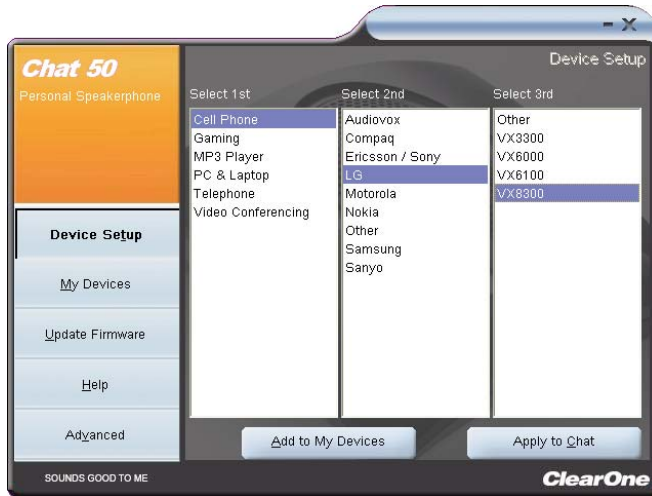 - X
Chat 50
Personal Speakerphone
Device Setup
My Devices
Update Firmware
Help
Advanced
SOUNDS GOOD TO ME
Device Setup
Select 1st
Cell Phone
Gaming
MP3 Player
PC & Laptop
Telephone
Video Conferencing
Select 2nd
Audiovox
Compaq
Ericsson / Sony
LG
Motorola
Nokia
Other
Samsung
Sanyo
Select 3rd
Other
VX3300
VX6000
VX6100
VX8300
Add to My Devices
Apply to Chat
ClearOne